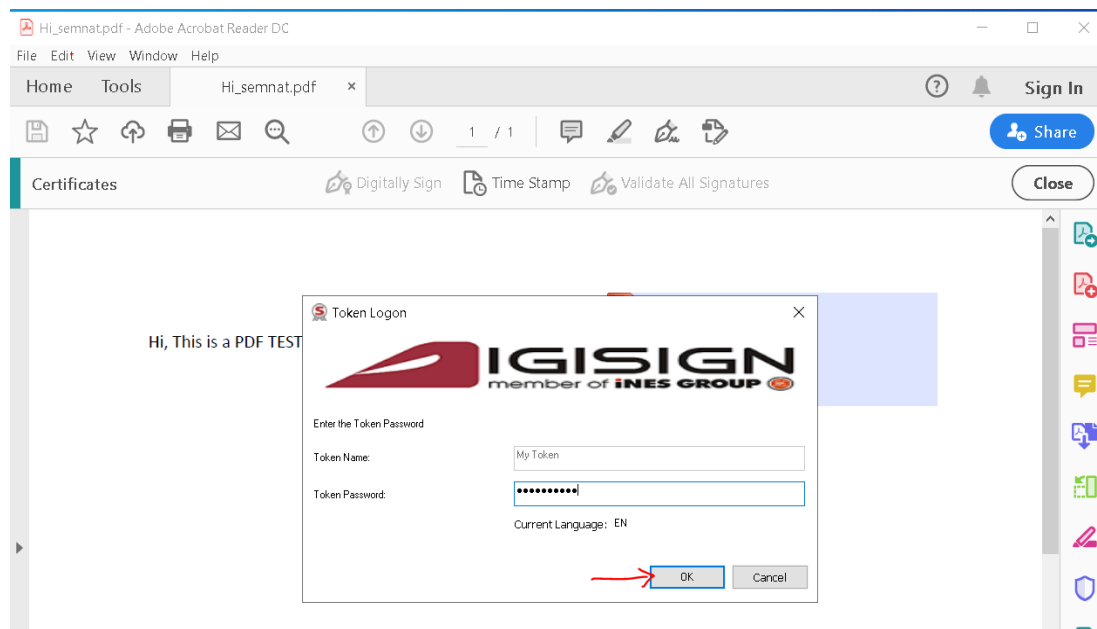 Hi_semnat.pdf - Adobe Acrobat Reader DC
File Edit View Window Help
Home Tools Hi_semnat.pdf × Sign In
1 / 1 Share
Certificates Digitally Sign Time Stamp Validate All Signatures Close
Token Logon
Hi, This is a PDF TEST
DIGISIGN
member of iNES GROUP
Enter the Token Password
Token Name: My Token
Token Password: ••••••••••
Current Language: EN
OK Cancel